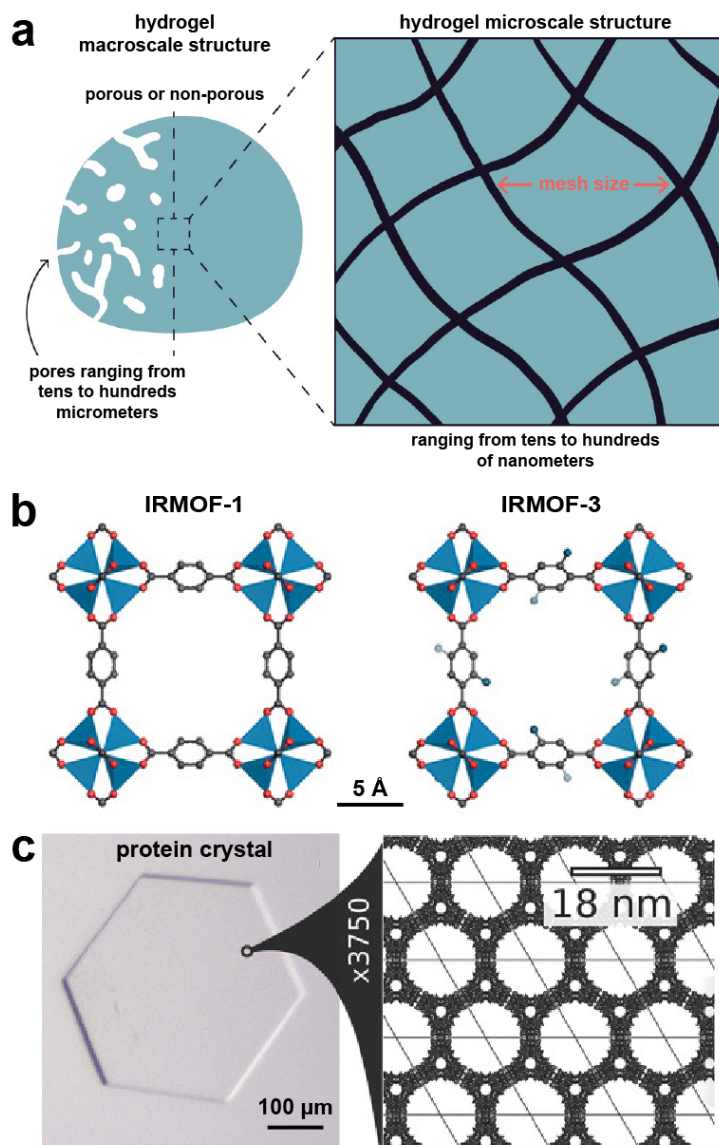 a
hydrogel
macroscale structure
hydrogel microscale structure
porous or non-porous
mesh size
pores ranging from
tens to hundreds
micrometers
ranging from tens to hundreds
of nanometers
b
IRMOF-1
IRMOF-3
5 Å
c
protein crystal
x3750
18 nm
100 µm